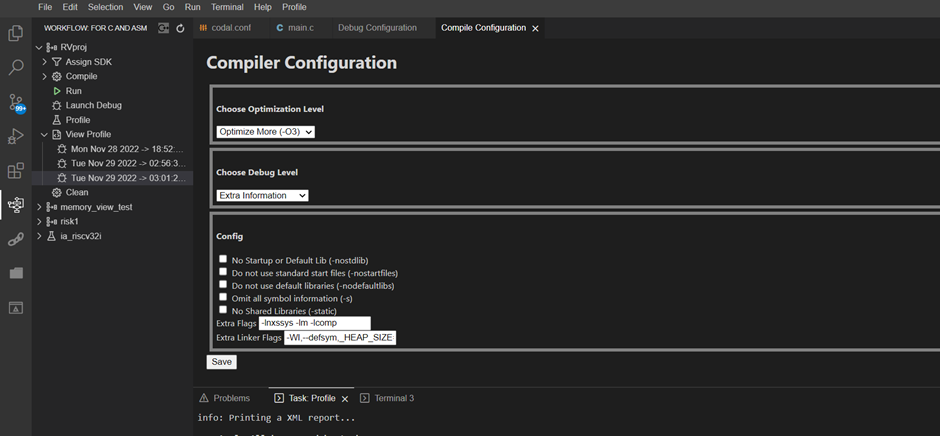 File Edit Selection View Go Run Terminal Help Profile
WORKFLOW: FOR C AND ASM
codal.conf
main.c
Debug Configuration
Compile Configuration
RVproj
Assign SDK
Compile
Run
Launch Debug
Profile
View Profile
Mon Nov 28 2022 -> 18:52:...
Tue Nov 29 2022 -> 02:56:3...
Tue Nov 29 2022 -> 03:01:2...
Clean
memory_view_test
risk1
ia_riscv32i
99+
Compiler Configuration
Choose Optimization Level
Optimize More (-O3)
Choose Debug Level
Extra Information
Config
No Startup or Default Lib (-nostdlib)
Do not use standard start files (-nostartfiles)
Do not use default libraries (-nodefaultlibs)
Omit all symbol information (-s)
No Shared Libraries (-static)
Extra Flags -lnxssys -lm -lcomp
Extra Linker Flags -Wl,--defsym,_HEAP_SIZE
Save
Problems
Task: Profile
Terminal 3
info: Printing a XML report...